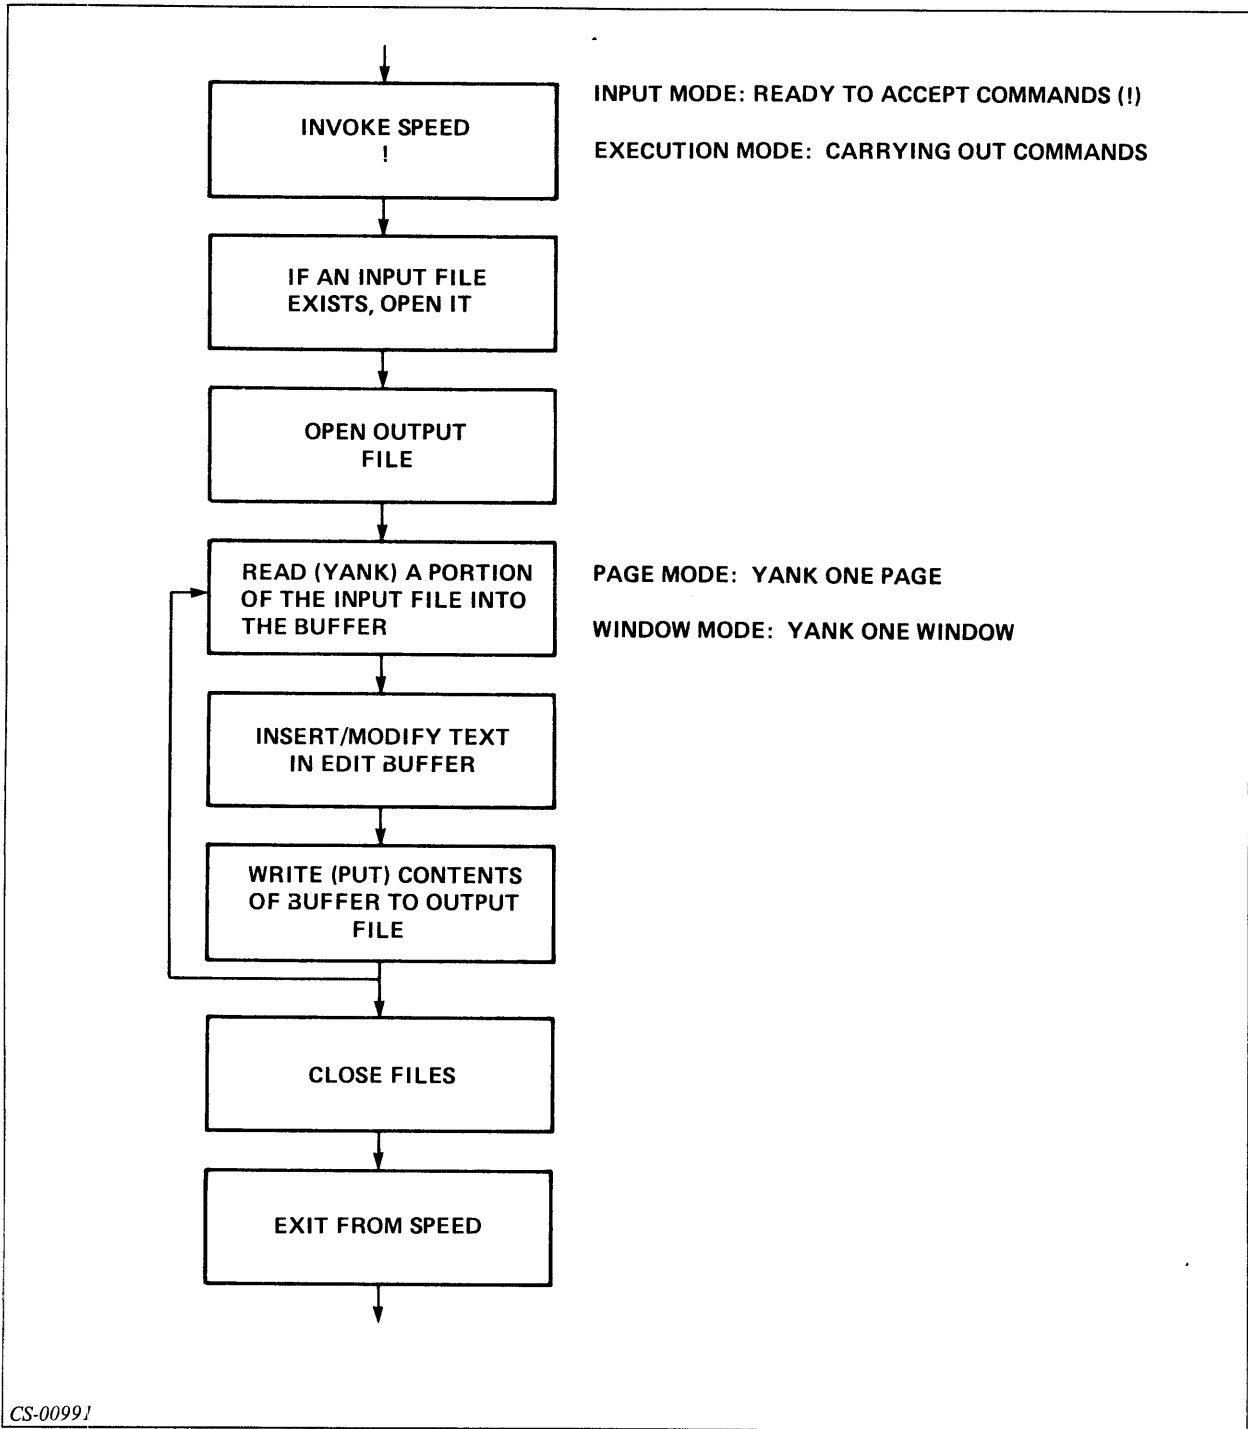 INVOKE SPEED
!
INPUT MODE: READY TO ACCEPT COMMANDS (!)
EXECUTION MODE: CARRYING OUT COMMANDS
IF AN INPUT FILE
EXISTS, OPEN IT
OPEN OUTPUT
FILE
READ (YANK) A PORTION
OF THE INPUT FILE INTO
THE BUFFER
PAGE MODE: YANK ONE PAGE
WINDOW MODE: YANK ONE WINDOW
INSERT/MODIFY TEXT
IN EDIT BUFFER
WRITE (PUT) CONTENTS
OF BUFFER TO OUTPUT
FILE
CLOSE FILES
EXIT FROM SPEED
CS-00991